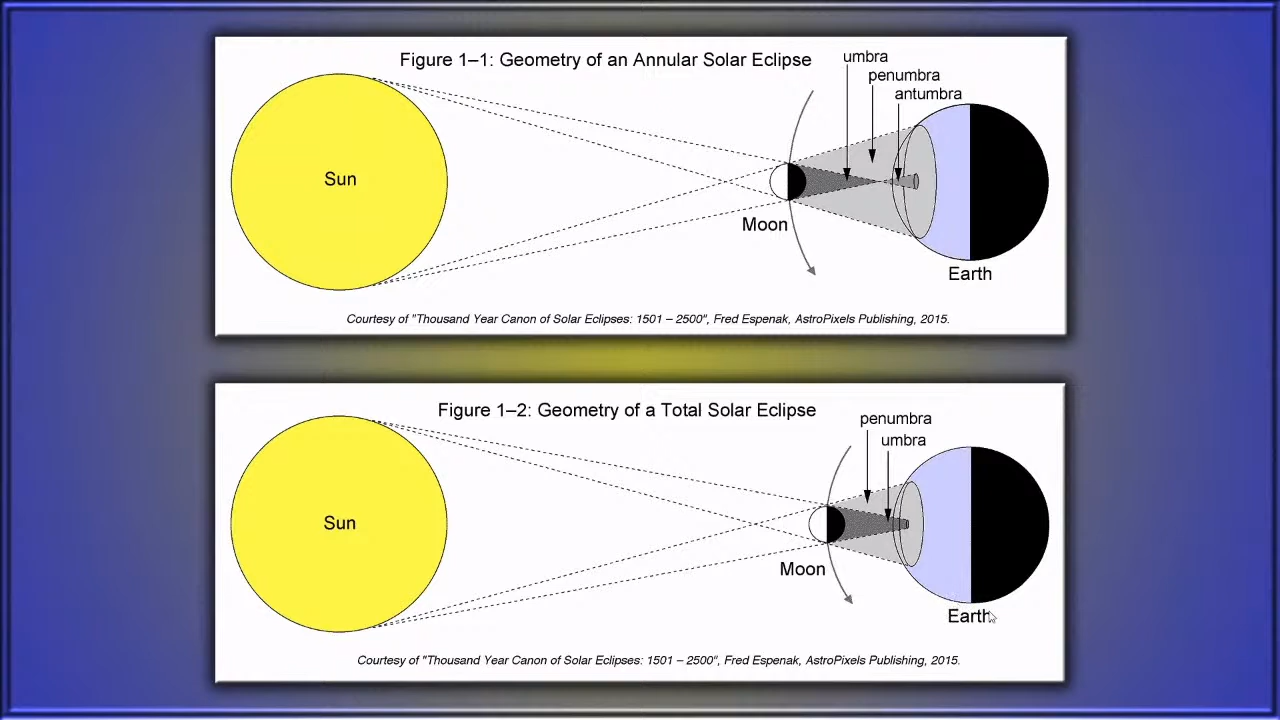 Figure 1–1: Geometry of an Annular Solar Eclipse
umbra
penumbra
antumbra
Sun
Moon
Earth
Courtesy of "Thousand Year Canon of Solar Eclipses: 1501 – 2500", Fred Espenak, AstroPixels Publishing, 2015.
Figure 1–2: Geometry of a Total Solar Eclipse
penumbra
umbra
Sun
Moon
Earth
Courtesy of "Thousand Year Canon of Solar Eclipses: 1501 – 2500", Fred Espenak, AstroPixels Publishing, 2015.